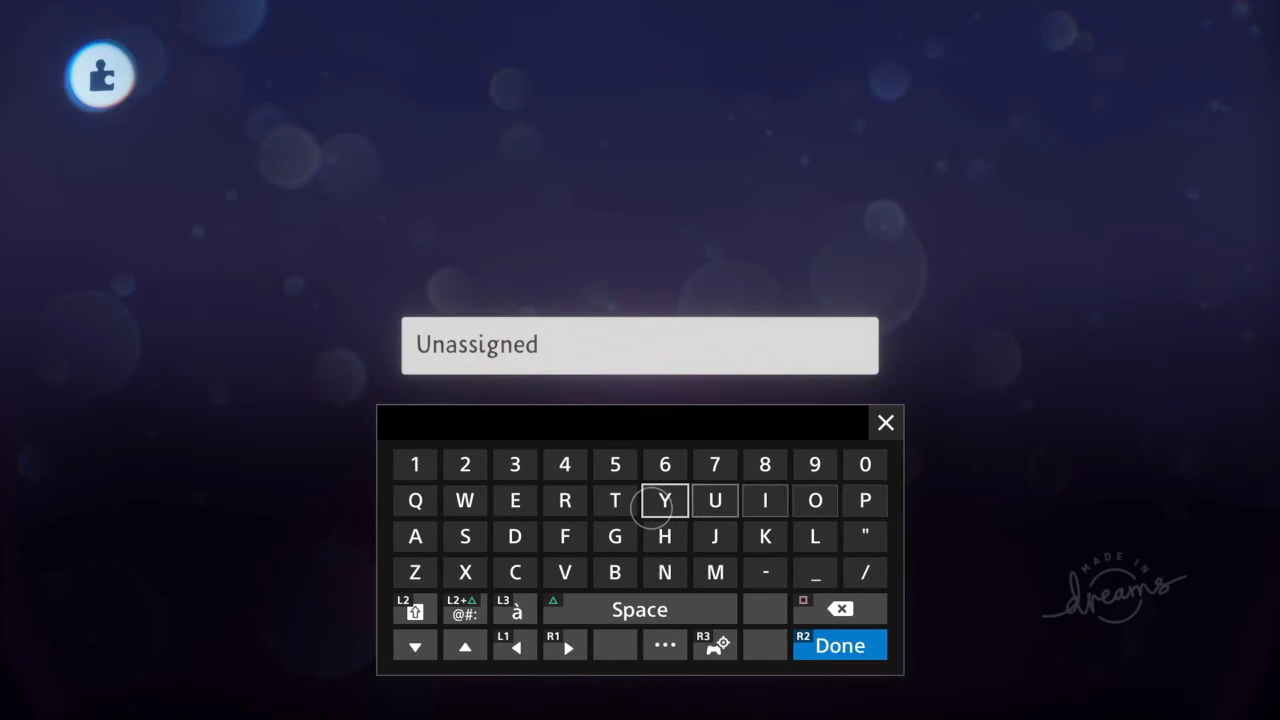 Unassigned
1 2 3 4 5 6 7 8 9 0
Q W E R T Y U I O P
A S D F G H J K L "
Z X C V B N M - _ /
L2 L2+△ @#: L3 à △ Space
L1 R1 ... R3 R2 Done
MADE IN
dreams